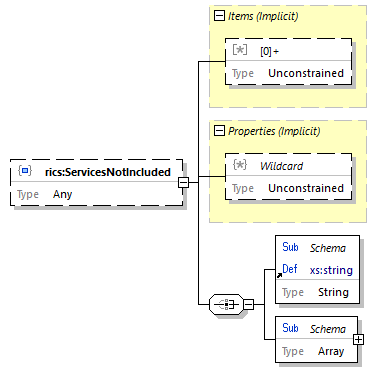 Items (Implicit)
[0]+
Type Unconstrained
Properties (Implicit)
{*} Wildcard
Type Unconstrained
rics:ServicesNotIncluded
Type Any
Sub Schema
Def xs:string
Type String
Sub Schema
Type Array